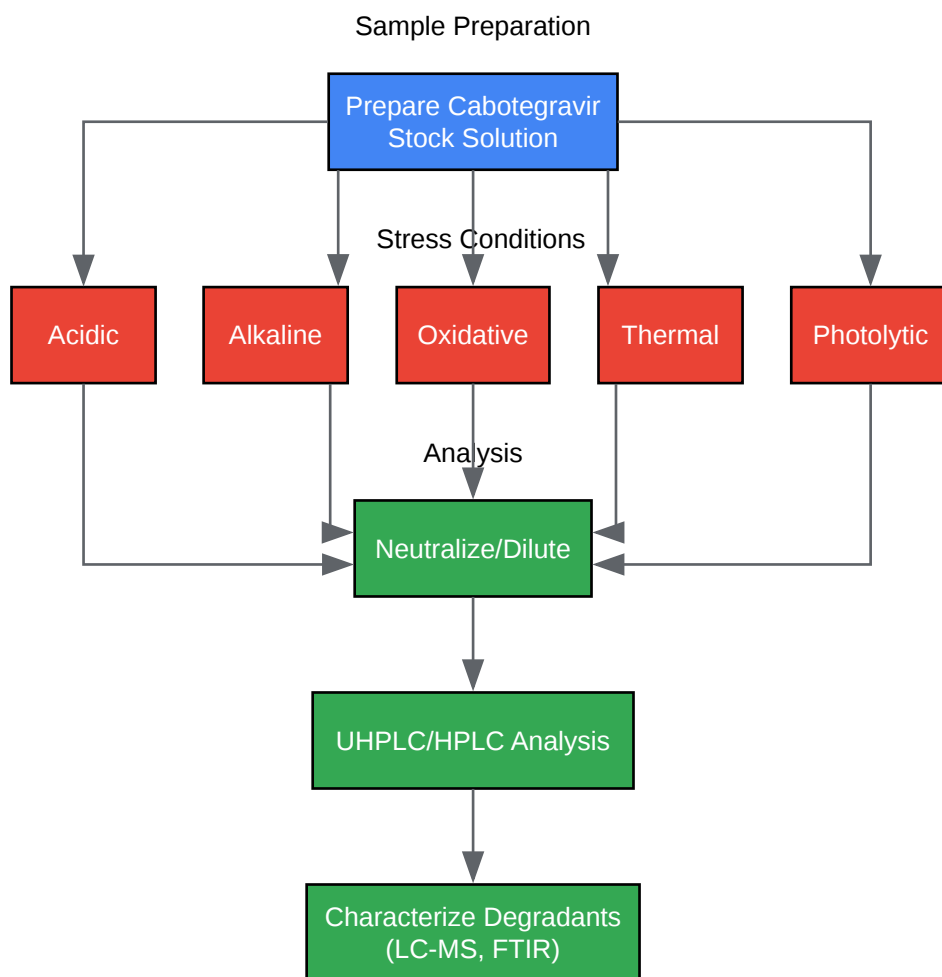 Sample Preparation
Prepare Cabotegravir
Stock Solution
Stress Conditions
Acidic
Alkaline
Oxidative
Thermal
Photolytic
Analysis
Neutralize/Dilute
UHPLC/HPLC Analysis
Characterize Degradants
(LC-MS, FTIR)